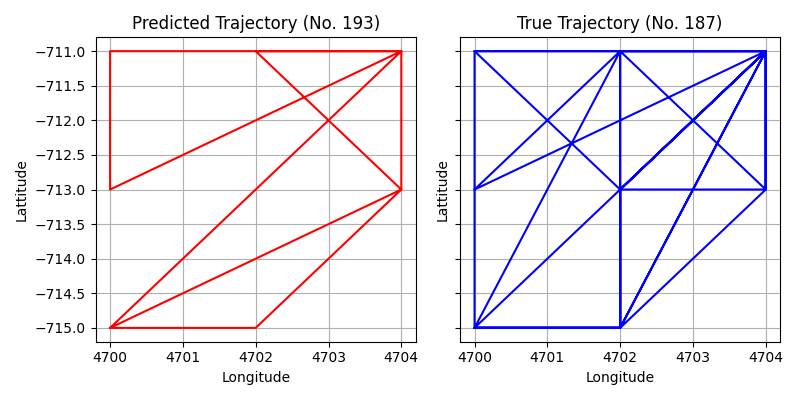 Predicted Trajectory (No. 193)
True Trajectory (No. 187)
−711.0
−711.5
−712.0
−712.5
−713.0
−713.5
−714.0
−714.5
−715.0
Lattitude
Lattitude
4700 4701 4702 4703 4704
4700 4701 4702 4703 4704
Longitude
Longitude